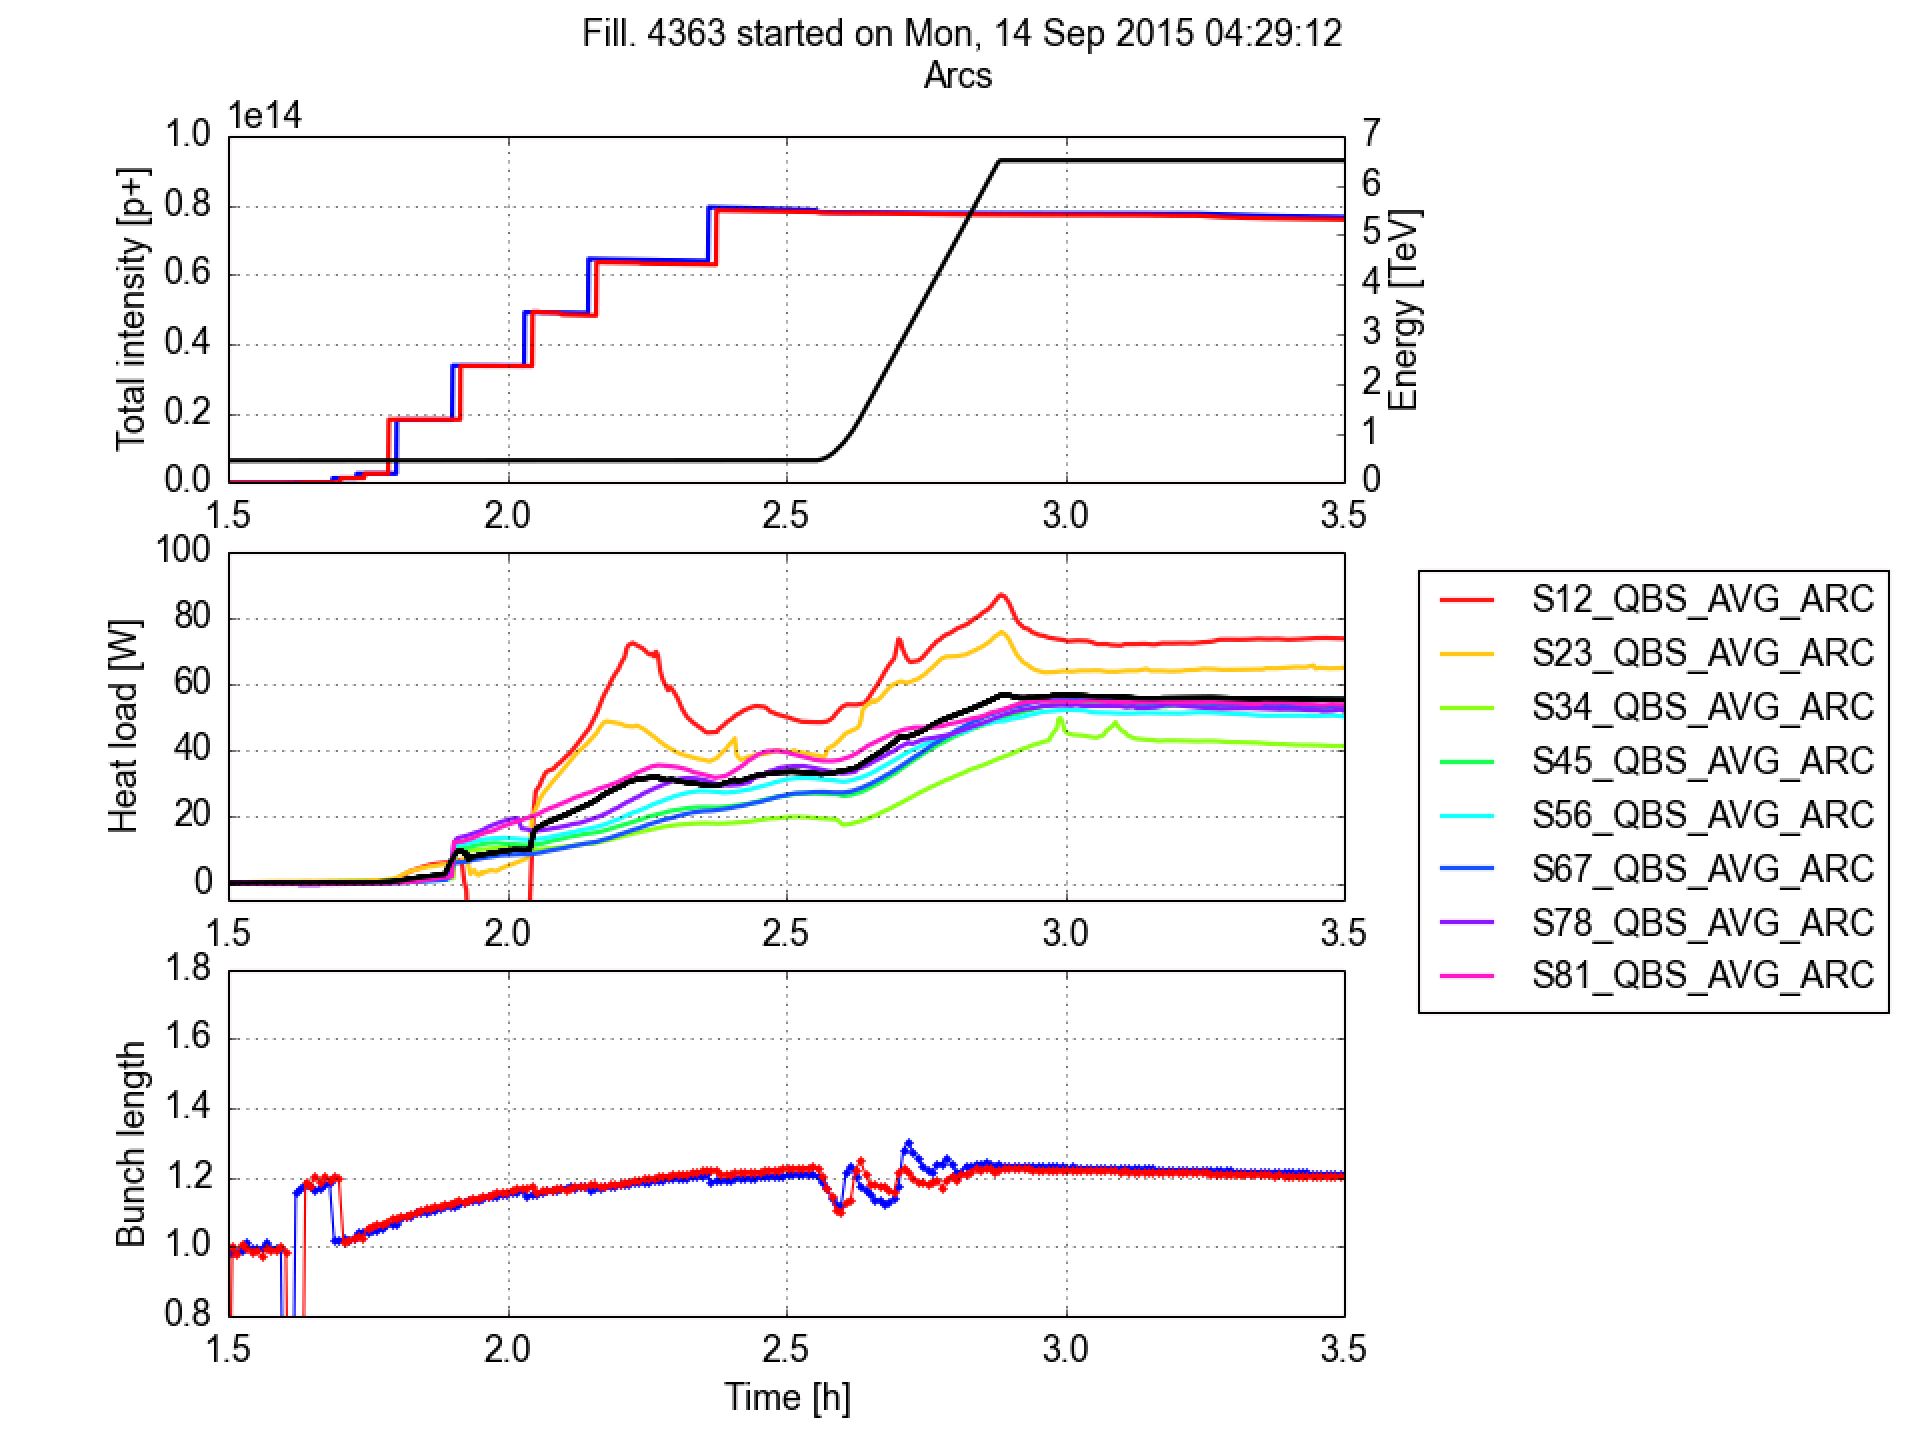 Fill. 4363 started on Mon, 14 Sep 2015 04:29:12
Arcs
1e14
1.0
0.8
0.6
0.4
0.2
0.0
Total intensity [p+]
7
6
5
4
3
2
1
0
Energy [TeV]
1.5 2.0 2.5 3.0 3.5
100
80
60
40
20
0
Heat load [W]
1.5 2.0 2.5 3.0 3.5
S12_QBS_AVG_ARC
S23_QBS_AVG_ARC
S34_QBS_AVG_ARC
S45_QBS_AVG_ARC
S56_QBS_AVG_ARC
S67_QBS_AVG_ARC
S78_QBS_AVG_ARC
S81_QBS_AVG_ARC
1.8
1.6
1.4
1.2
1.0
0.8
Bunch length
1.5 2.0 2.5 3.0 3.5
Time [h]